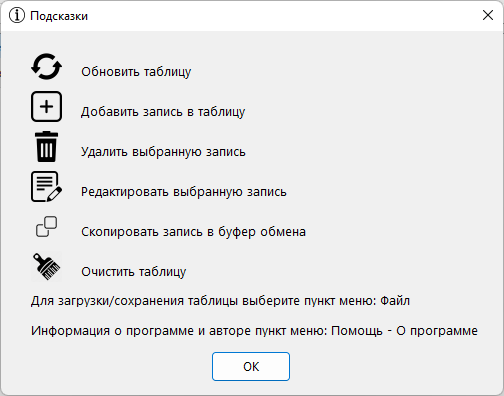 Подсказки
Обновить таблицу
Добавить запись в таблицу
Удалить выбранную запись
Редактировать выбранную запись
Скопировать запись в буфер обмена
Очистить таблицу
Для загрузки/сохранения таблицы выберите пункт меню: Файл
Информация о программе и авторе пункт меню: Помощь - О программе
OK